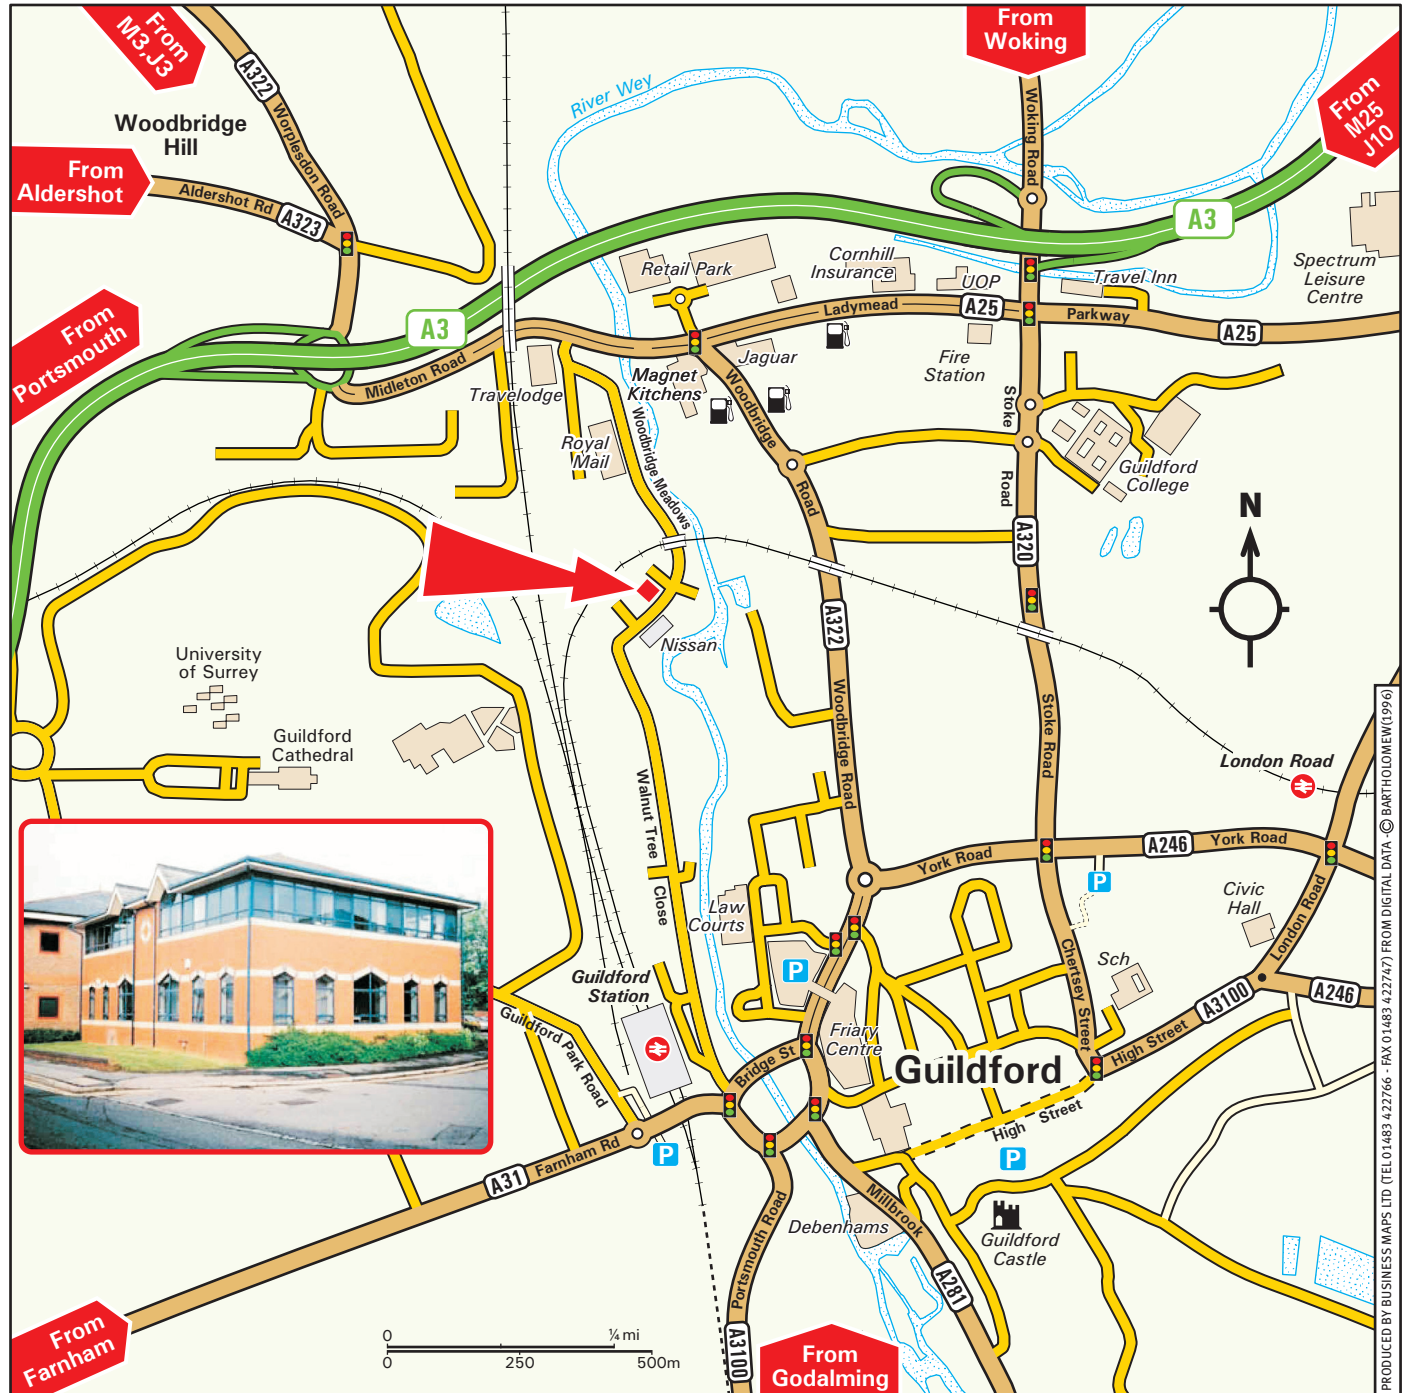 From
M3,J3
A322
Worplesdon Road
Woodbridge
Hill
From
Aldershot
Aldershot Rd
A323
From
Portsmouth
A3
Midleton Road
River Wey
From
Woking
Woking Road
From
M25
J10
A3
Spectrum
Leisure
Centre
Retail Park
Cornhill
Insurance
UOP
Travel Inn
Ladymead
A25
Parkway
A25
Jaguar
Fire
Station
Magnet
Kitchens
Travelodge
Royal
Mail
Woodbridge Meadows
Woodbridge
Road
Stoke
Road
Guildford
College
A320
N
A322
Nissan
University
of Surrey
Guildford
Cathedral
Woodbridge Road
Stoke Road
London Road
Walnut Tree
Close
York Road
A246
York Road
P
Law
Courts
Civic
Hall
London Road
P
Guildford
Station
Chertsey Street
Sch
A246
A3100
High Street
Guildford Park Road
Friary
Centre
Bridge St
Guildford
High Street
Farnham Rd
A31
P
P
Millbrook
Debenhams
Guildford
Castle
Portsmouth Road
A281
A3100
From
Farnham
0 ¼ mi
0 250 500m
From
Godalming
PRODUCED BY BUSINESS MAPS LTD (TEL 01483 422766 - FAX 01483 422747) FROM DIGITAL DATA - © BARTHOLOMEW (1996)